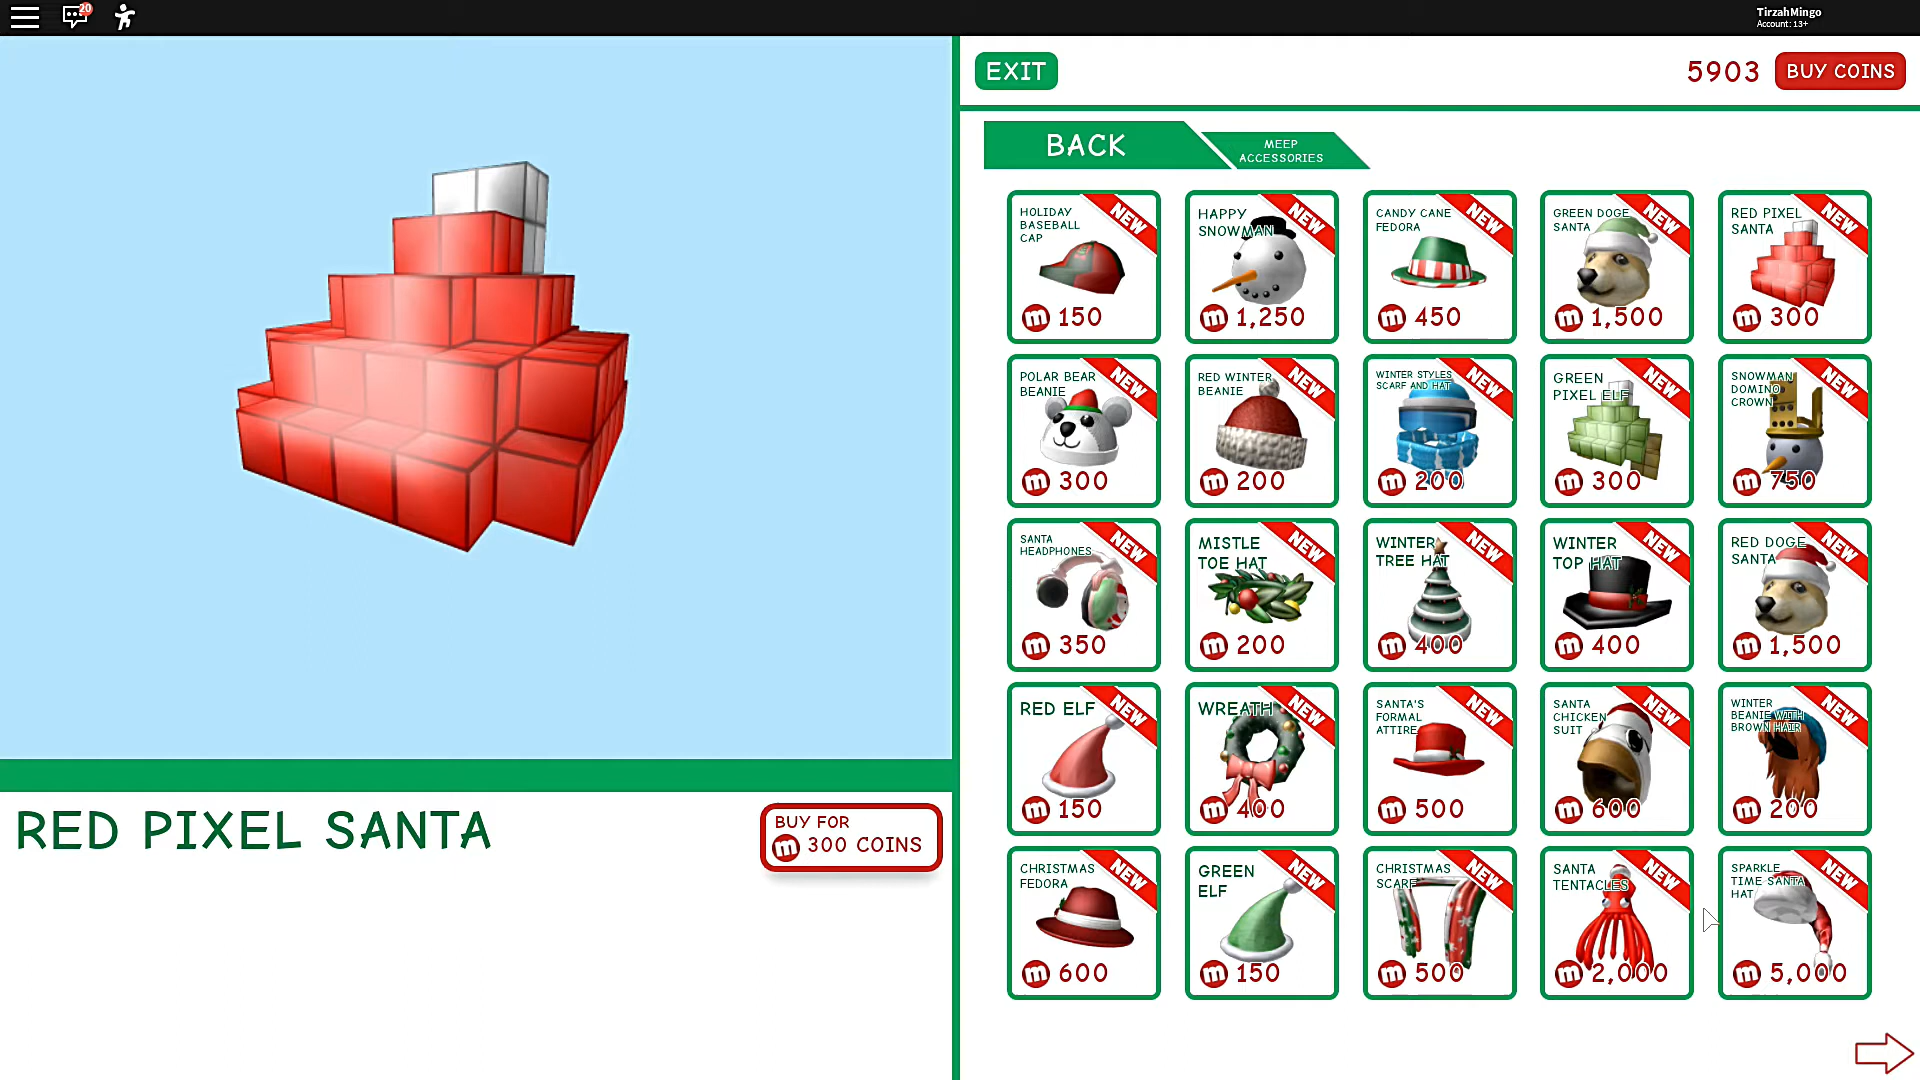 20
TirzahMingo
Account: 13+
EXIT
5903
BUY COINS
BACK
MEEP
ACCESSORIES
HOLIDAY
BASEBALL
CAP
NEW
m 150
HAPPY
SNOWMAN
NEW
m 1,250
CANDY CANE
FEDORA
NEW
m 450
GREEN DOGE
SANTA
NEW
m 1,500
RED PIXEL
SANTA
NEW
m 300
POLAR BEAR
BEANIE
NEW
m 300
RED WINTER
BEANIE
NEW
m 200
WINTER STYLES
SCARF AND HAT
NEW
m 200
GREEN
PIXEL ELF
NEW
m 300
SNOWMAN
DOMINO
CROWN
NEW
m 750
SANTA
HEADPHONES
NEW
m 350
MISTLE
TOE HAT
NEW
m 200
WINTER
TREE HAT
NEW
m 400
WINTER
TOP HAT
NEW
m 400
RED DOGE
SANTA
NEW
m 1,500
RED ELF
NEW
m 150
WREATH
NEW
m 400
SANTA'S
FORMAL
ATTIRE
NEW
m 500
SANTA
CHICKEN
SUIT
NEW
m 600
WINTER
BEANIE WITH
BROWN HAIR
NEW
m 200
CHRISTMAS
FEDORA
NEW
m 600
GREEN
ELF
NEW
m 150
CHRISTMAS
SCARF
NEW
m 500
SANTA
TENTACLES
NEW
m 2,000
SPARKLE
TIME SANTA
HAT
NEW
m 5,000
RED PIXEL SANTA
BUY FOR
m 300 COINS